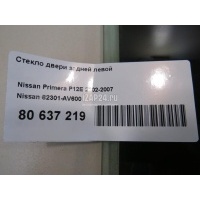 Стекло двери задней левой
Nissan Primera P12E 2002-2007
Nissan 82301-AV600
80 637 219